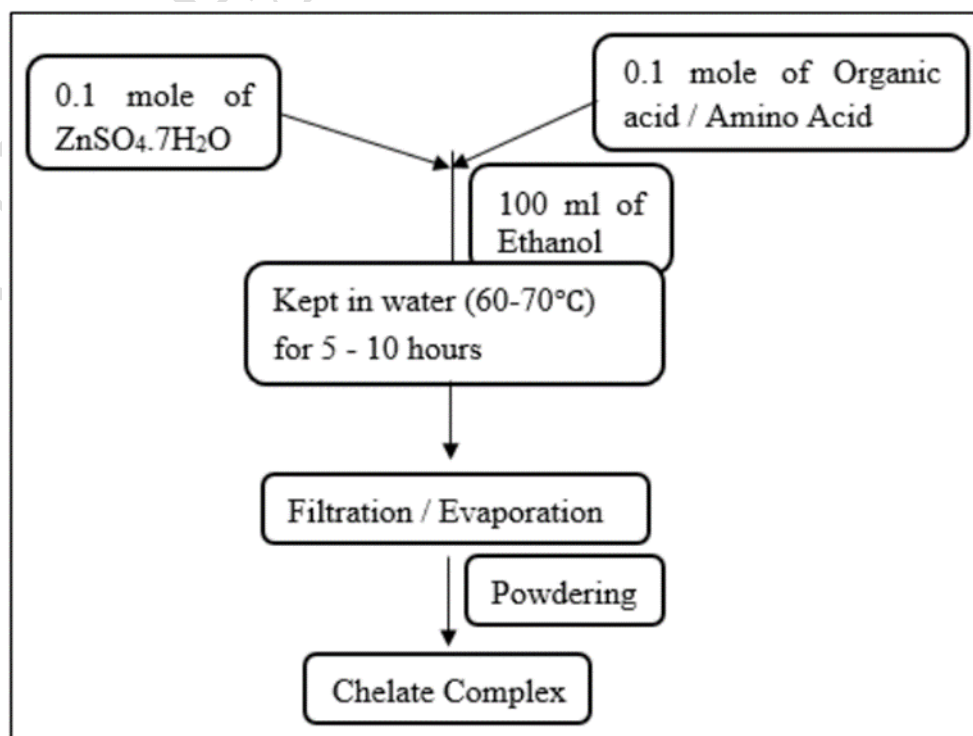 0.1 mole of
ZnSO₄.7H₂O
0.1 mole of Organic
acid / Amino Acid
100 ml of
Ethanol
Kept in water (60-70°C)
for 5 - 10 hours
Filtration / Evaporation
Powdering
Chelate Complex